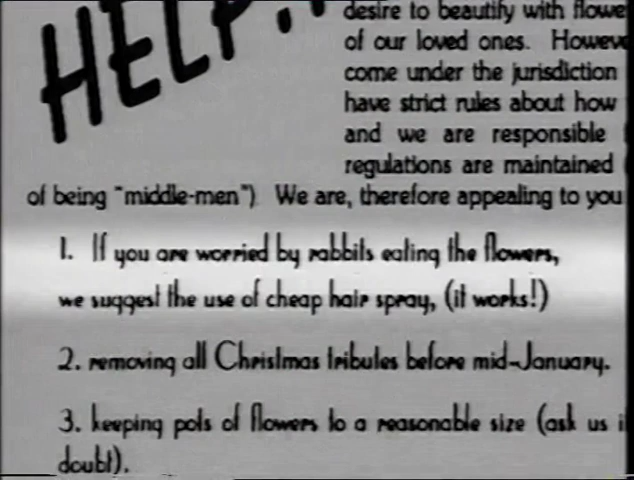 HELP!!
desire to beautify with
of our loved ones.
come under the jurisdiction
have strict rules about how
and we are responsible
regulations are maintained
of being "middle-men") We are, therefore appealing to you
1. If you are worried by rabbits eating the flowers,
we suggest the use of cheap hair spray, (it works!)
2. removing all Christmas tributes before mid-January.
3. keeping pots of flowers to a reasonable size (ask us
doubt).